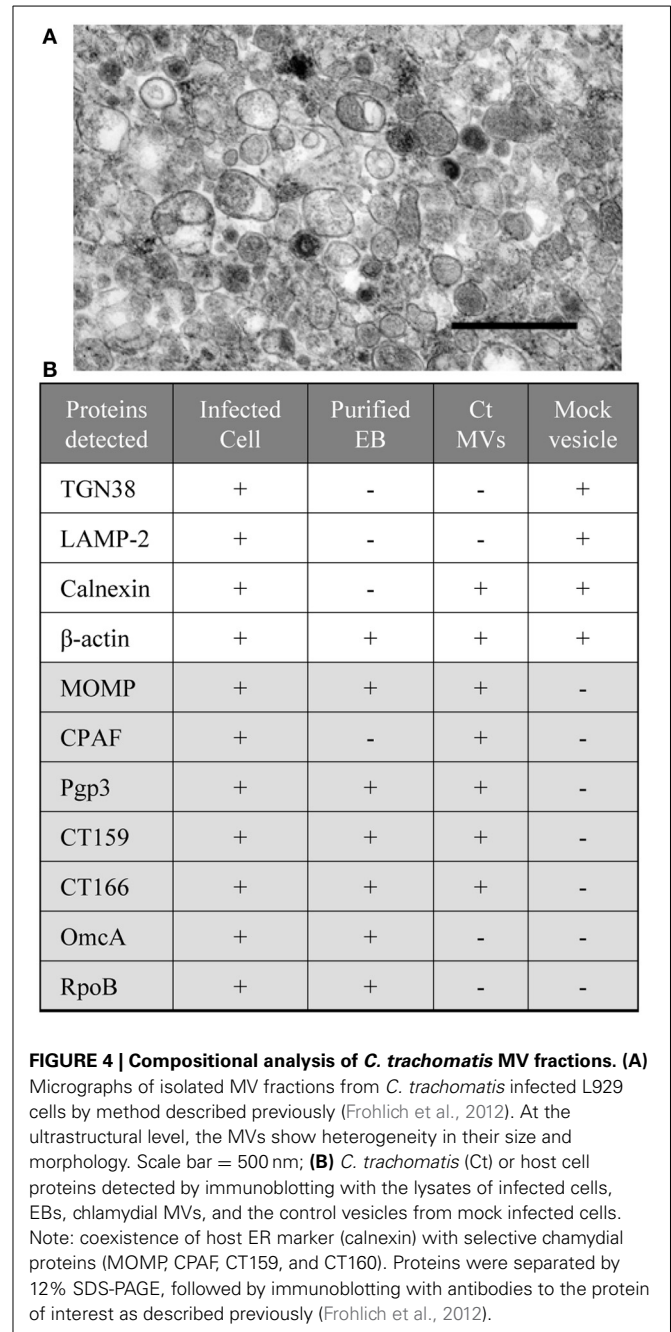 A
B
Proteins detected Infected Cell Purified EB Ct MVs Mock vesicle
TGN38 + - - +
LAMP-2 + - - +
Calnexin + - + +
β-actin + + + +
MOMP + + + -
CPAF + - + -
Pgp3 + + + -
CT159 + + + -
CT166 + + + -
OmcA + + - -
RpoB + + - -
FIGURE 4 | Compositional analysis of C. trachomatis MV fractions. (A)
Micrographs of isolated MV fractions from C. trachomatis infected L929
cells by method described previously (Frohlich et al., 2012). At the
ultrastructural level, the MVs show heterogeneity in their size and
morphology. Scale bar = 500 nm; (B) C. trachomatis (Ct) or host cell
proteins detected by immunoblotting with the lysates of infected cells,
EBs, chlamydial MVs, and the control vesicles from mock infected cells.
Note: coexistence of host ER marker (calnexin) with selective chamydial
proteins (MOMP, CPAF, CT159, and CT160). Proteins were separated by
12% SDS-PAGE, followed by immunoblotting with antibodies to the protein
of interest as described previously (Frohlich et al., 2012).